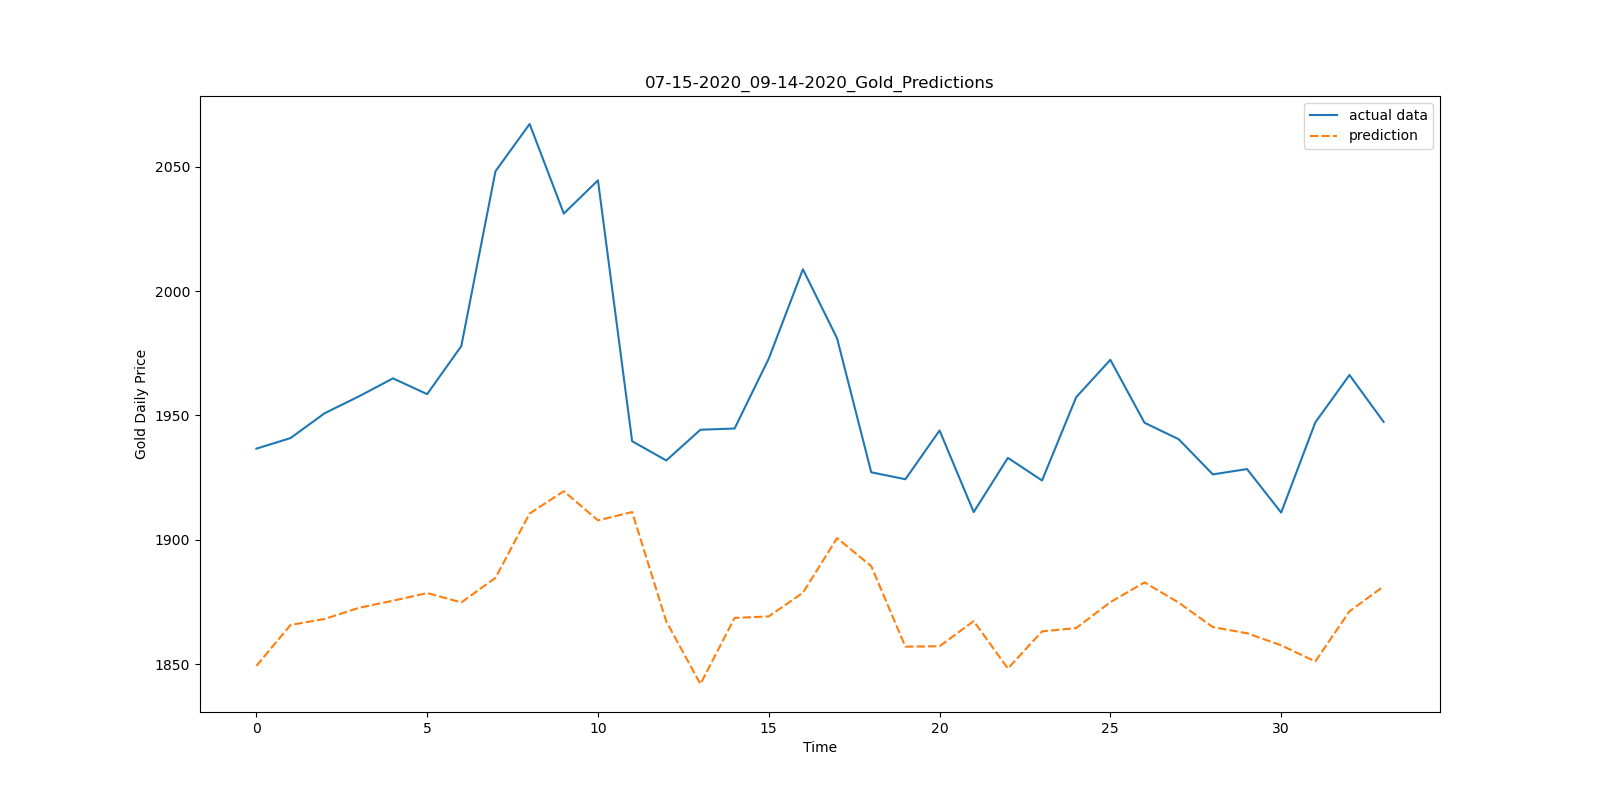 07-15-2020_09-14-2020_Gold_Predictions
actual data
prediction
Gold Daily Price
2050
2000
1950
1900
1850
0 5 10 15 20 25 30
Time